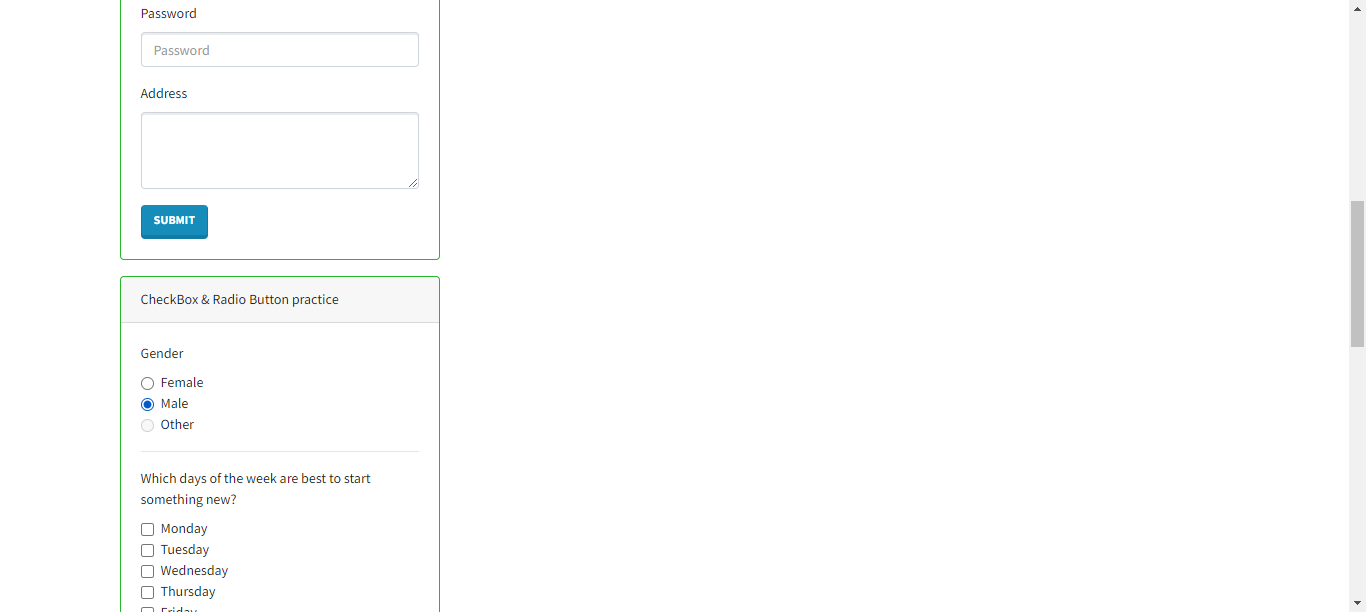 Password
Password
Address
SUBMIT
CheckBox & Radio Button practice
Gender
Female
Male
Other
Which days of the week are best to start
something new?
Monday
Tuesday
Wednesday
Thursday
Friday